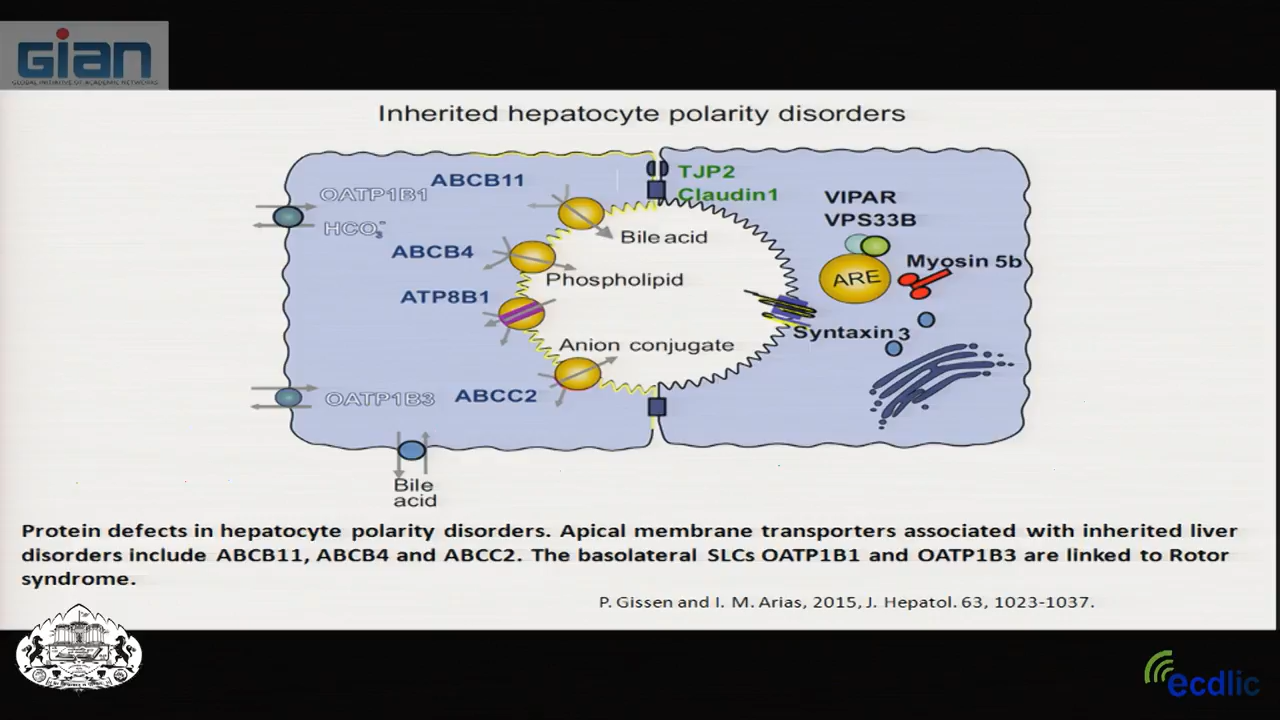 GIAN
GLOBAL INITIATIVE OF ACADEMIC NETWORKS
Inherited hepatocyte polarity disorders
OATP1B1
HCO3-
ABCB11
TJP2
Claudin1
Bile acid
ABCB4
Phospholipid
ATP8B1
Anion conjugate
OATP1B3
ABCC2
VIPAR
VPS33B
ARE
Myosin 5b
Syntaxin 3
Bile
acid
Protein defects in hepatocyte polarity disorders. Apical membrane transporters associated with inherited liver
disorders include ABCB11, ABCB4 and ABCC2. The basolateral SLCs OATP1B1 and OATP1B3 are linked to Rotor
syndrome.
P. Gissen and I. M. Arias, 2015, J. Hepatol. 63, 1023-1037.
ecdlic